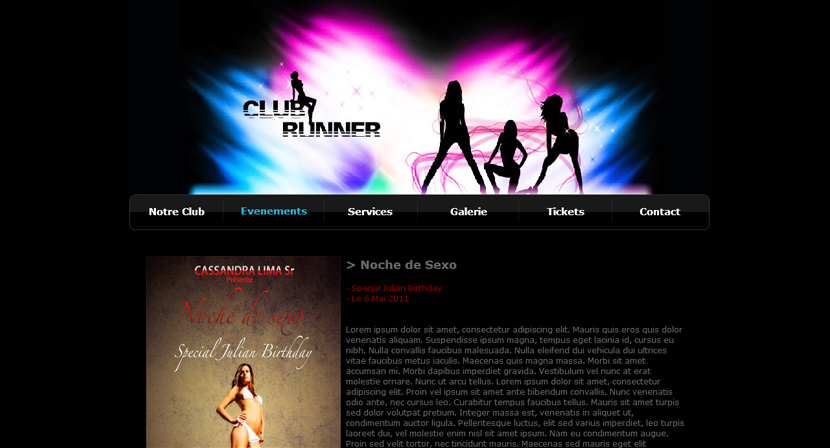 CLUB
RUNNER
Notre Club Evenements Services Galerie Tickets Contact
CASSANDRA LIMA Sr
Présente
Noche de sexo
Special Julian Birthday
> Noche de Sexo
- Special Julian Birthday
- Le 6 Mai 2011
Lorem ipsum dolor sit amet, consectetur adipiscing elit. Mauris quis eros quis dolor
venenatis aliquam. Suspendisse ipsum magna, tempus eget lacinia id, cursus eu
nibh. Nulla convallis faucibus malesuada. Nulla eleifend dui vehicula dui ultrices
vitae faucibus metus iaculis. Maecenas quis magna massa. Morbi sit amet
accumsan mi. Morbi dapibus imperdiet gravida. Vestibulum vel nunc at erat
molestie ornare. Nunc ut arcu tellus. Lorem ipsum dolor sit amet, consectetur
adipiscing elit. Proin vel ipsum sit amet ante bibendum convallis. Nunc venenatis
odio ante, nec cursus leo. Curabitur tempus faucibus tellus. Mauris sit amet turpis
sed dolor volutpat pretium. Integer massa est, venenatis in aliquet ut,
condimentum auctor ligula. Pellentesque luctus, elit sed varius imperdiet, leo turpis
laoreet dui, vel molestie enim nisl sit amet ipsum. Nam eu condimentum augue.
Proin sed velit tortor, nec tincidunt mauris. Maecenas sed mauris eget elit